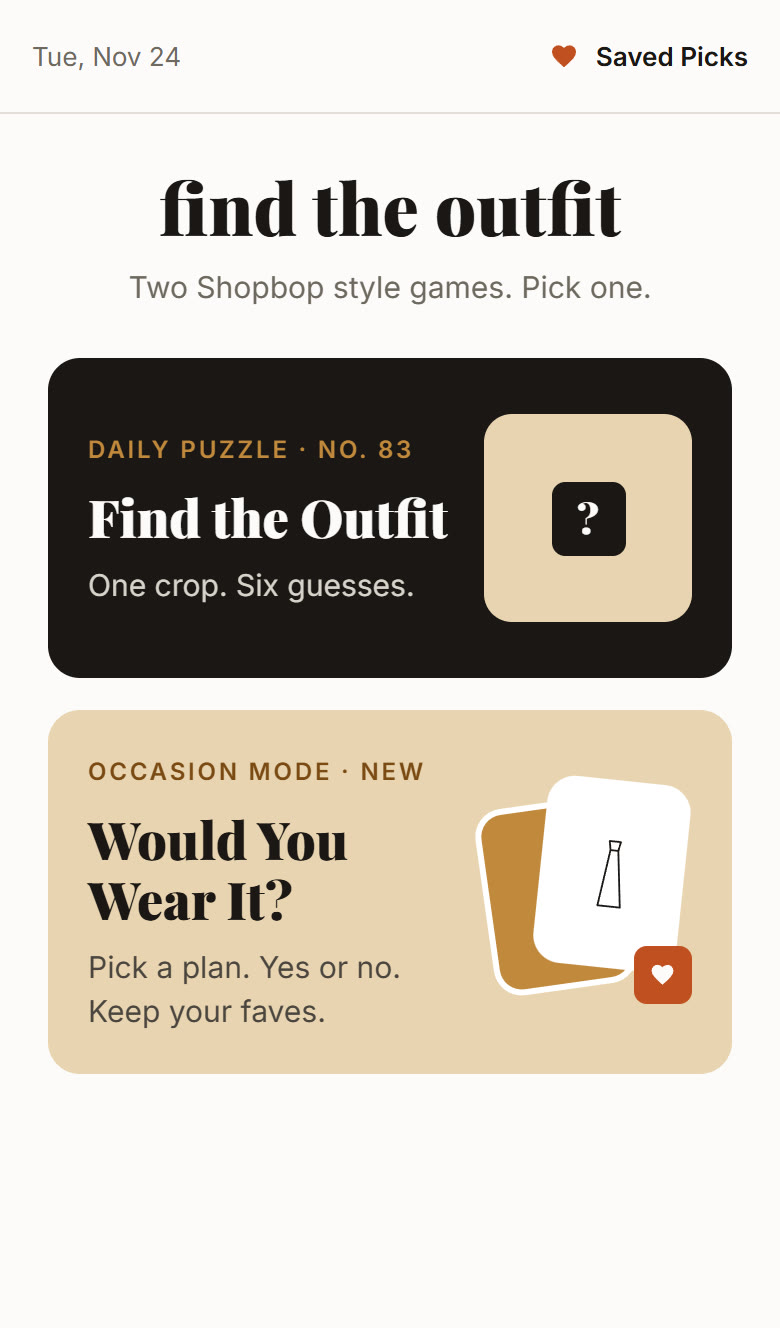 Tue, Nov 24
Saved Picks
find the outfit
Two Shopbop style games. Pick one.
DAILY PUZZLE · NO. 83
Find the Outfit
One crop. Six guesses.
?
OCCASION MODE · NEW
Would You
Wear It?
Pick a plan. Yes or no.
Keep your faves.